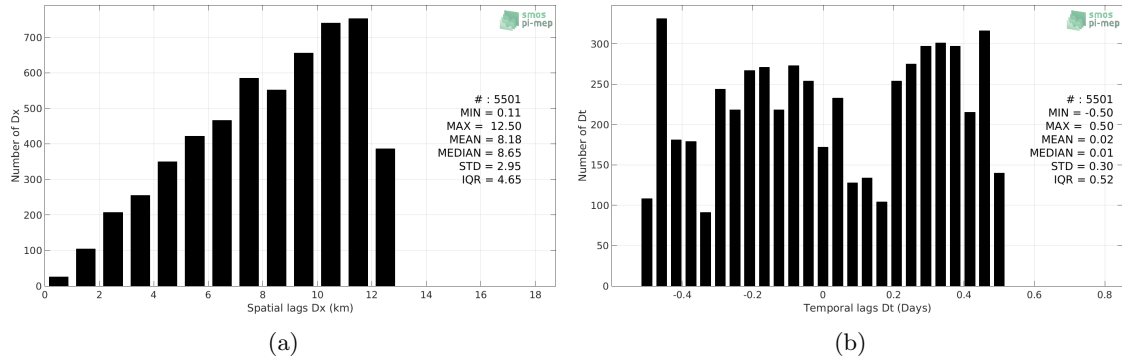 smos
pi-mep
700
600
500
400
300
200
100
0
Number of Dx
# : 5501
MIN = 0.11
MAX = 12.50
MEAN = 8.18
MEDIAN = 8.65
STD = 2.95
IQR = 4.65
0 2 4 6 8 10 12 14 16 18
Spatial lags Dx (km)
(a)
smos
pi-mep
300
250
200
150
100
50
0
Number of Dt
# : 5501
MIN = -0.50
MAX = 0.50
MEAN = 0.02
MEDIAN = 0.01
STD = 0.30
IQR = 0.52
-0.4 -0.2 0 0.2 0.4 0.6 0.8
Temporal lags Dt (Days)
(b)